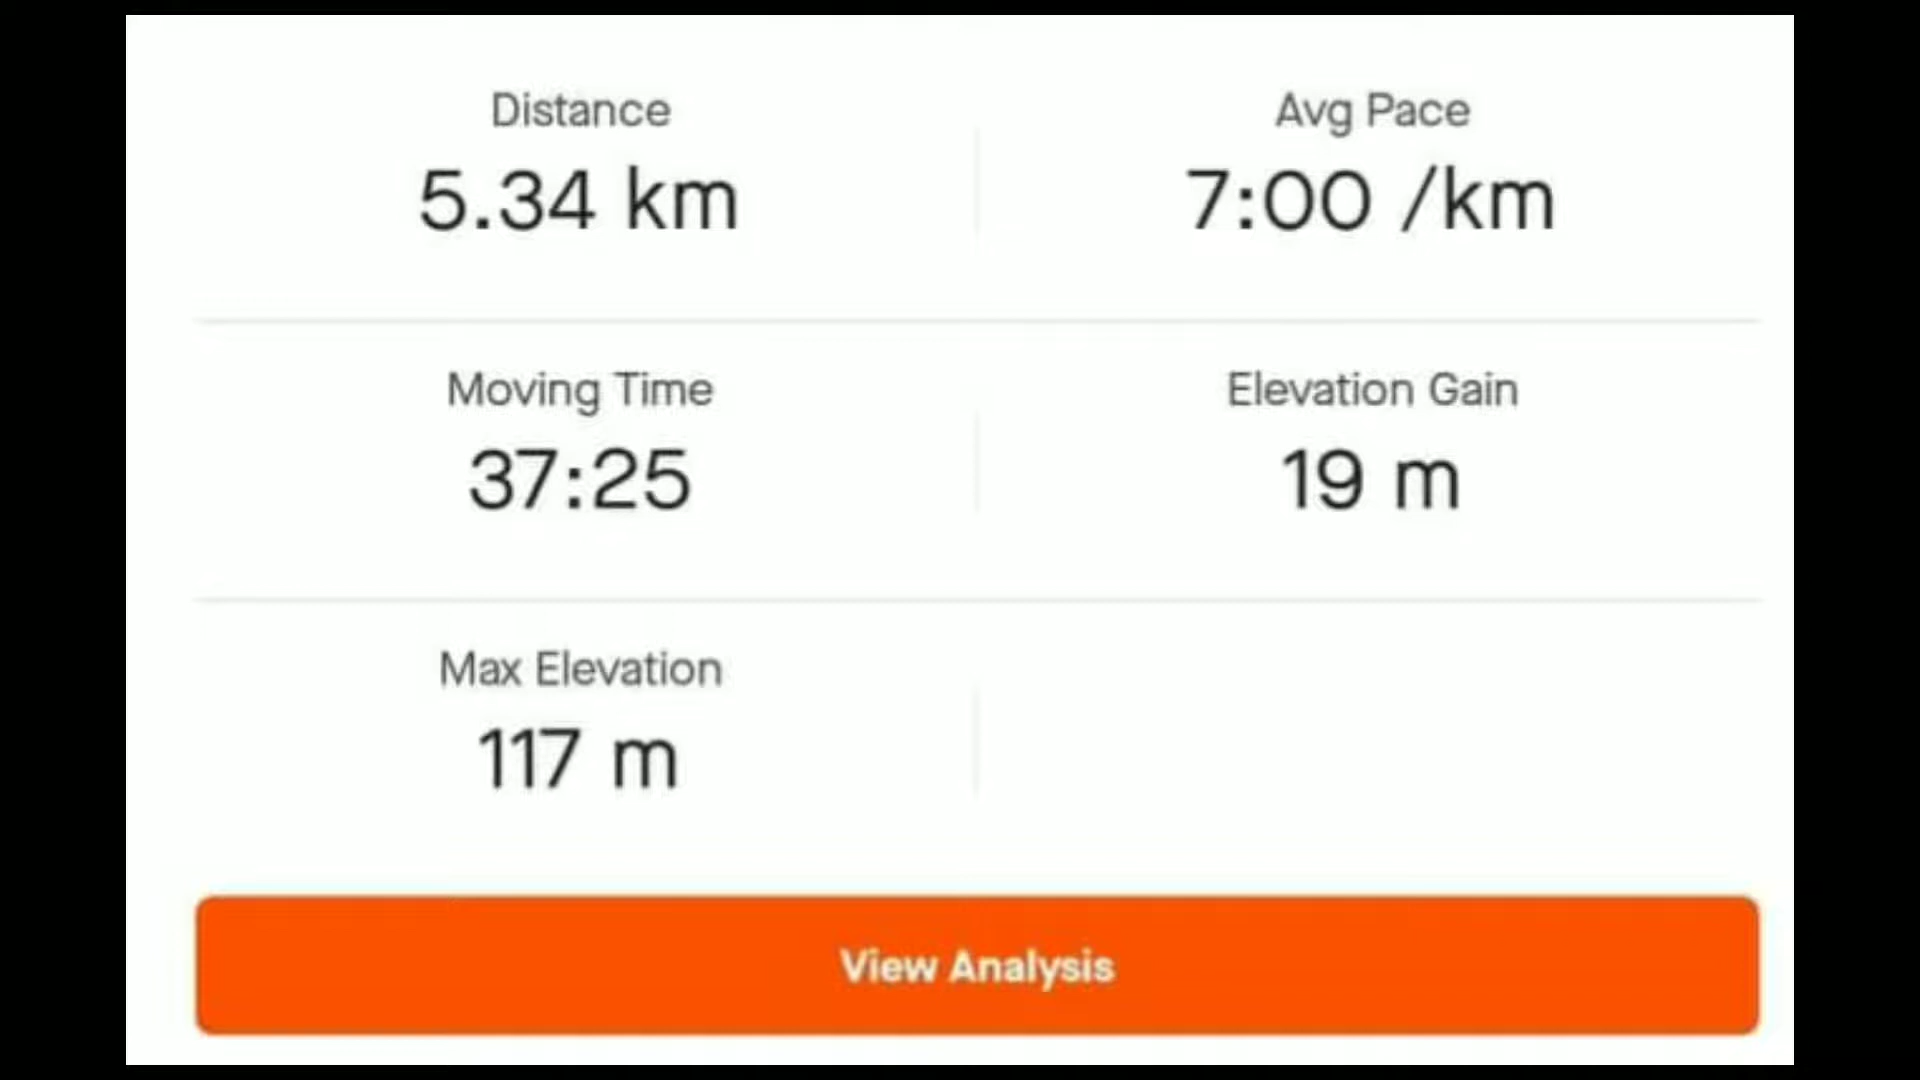 Distance
5.34 km
Avg Pace
7:00 /km
Moving Time
37:25
Elevation Gain
19 m
Max Elevation
117 m
View Analysis